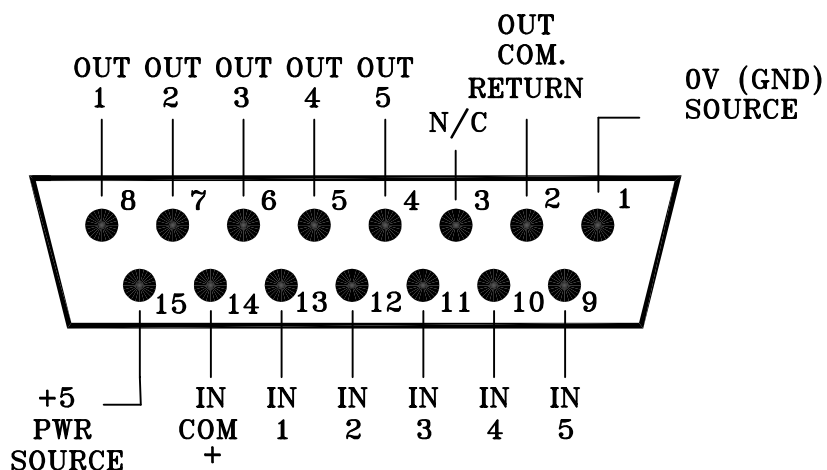 OUT
COM.
RETURN
0V (GND)
SOURCE
OUT OUT OUT OUT OUT
1 2 3 4 5
N/C
8 7 6 5 4 3 2 1
15 14 13 12 11 10 9
+5
PWR
SOURCE
IN
COM
+
IN IN IN IN IN
1 2 3 4 5